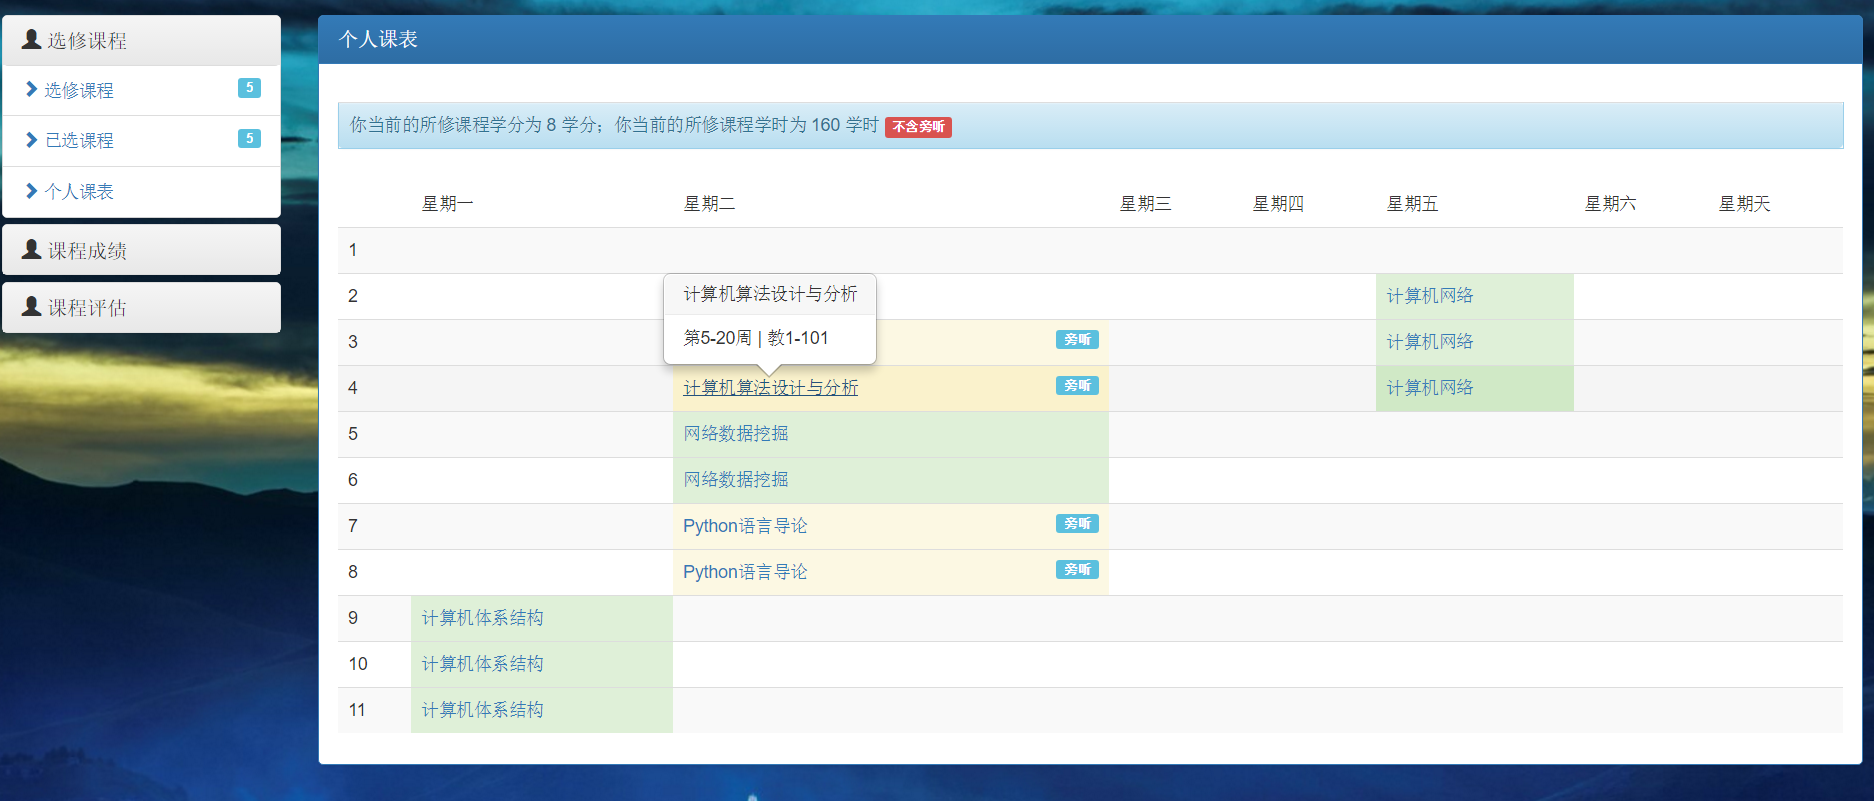 选修课程
选修课程 5
已选课程 5
个人课表
课程成绩
课程评估
个人课表
你当前的所修课程学分为 8 学分；你当前的所修课程学时为 160 学时 不含旁听
星期一 星期二 星期三 星期四 星期五 星期六 星期天
1
2 计算机网络
计算机算法设计与分析
第5-20周 | 教1-101
3 旁听 计算机网络
4 计算机算法设计与分析 旁听 计算机网络
5 网络数据挖掘
6 网络数据挖掘
7 Python语言导论 旁听
8 Python语言导论 旁听
9 计算机体系结构
10 计算机体系结构
11 计算机体系结构